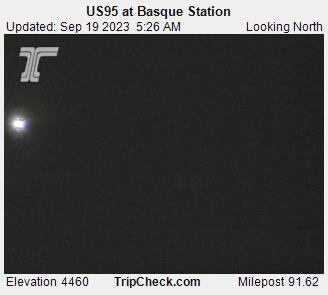 US95 at Basque Station
Updated: Sep 19 2023 5:26 AM Looking North
Elevation 4460 TripCheck.com Milepost 91.62